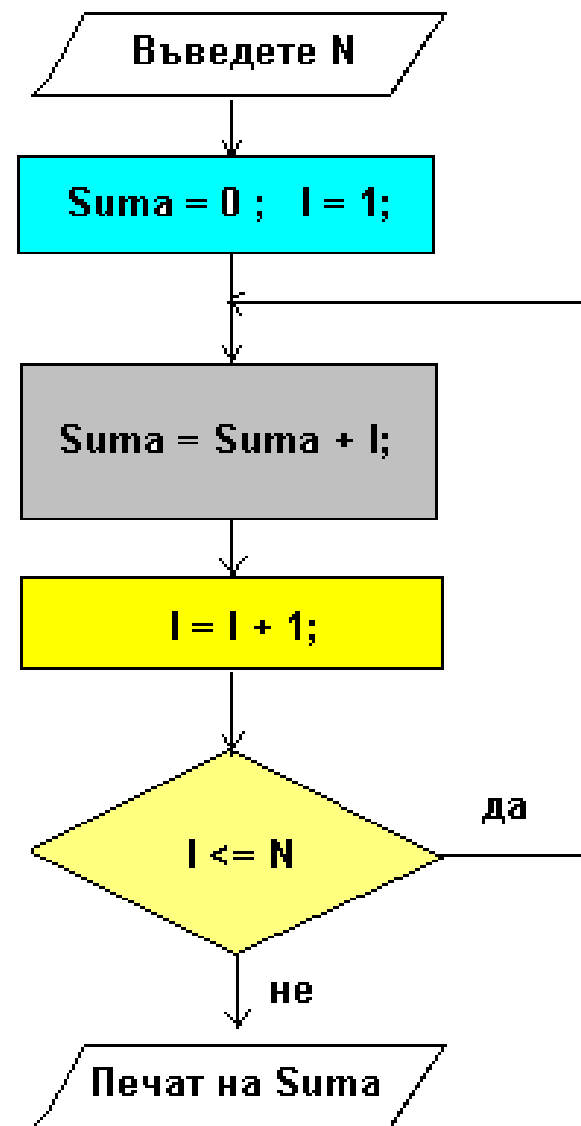 Въведете N
Suma = 0 ; I = 1;
Suma = Suma + I;
I = I + 1;
да
I <= N
не
Печат на Suma